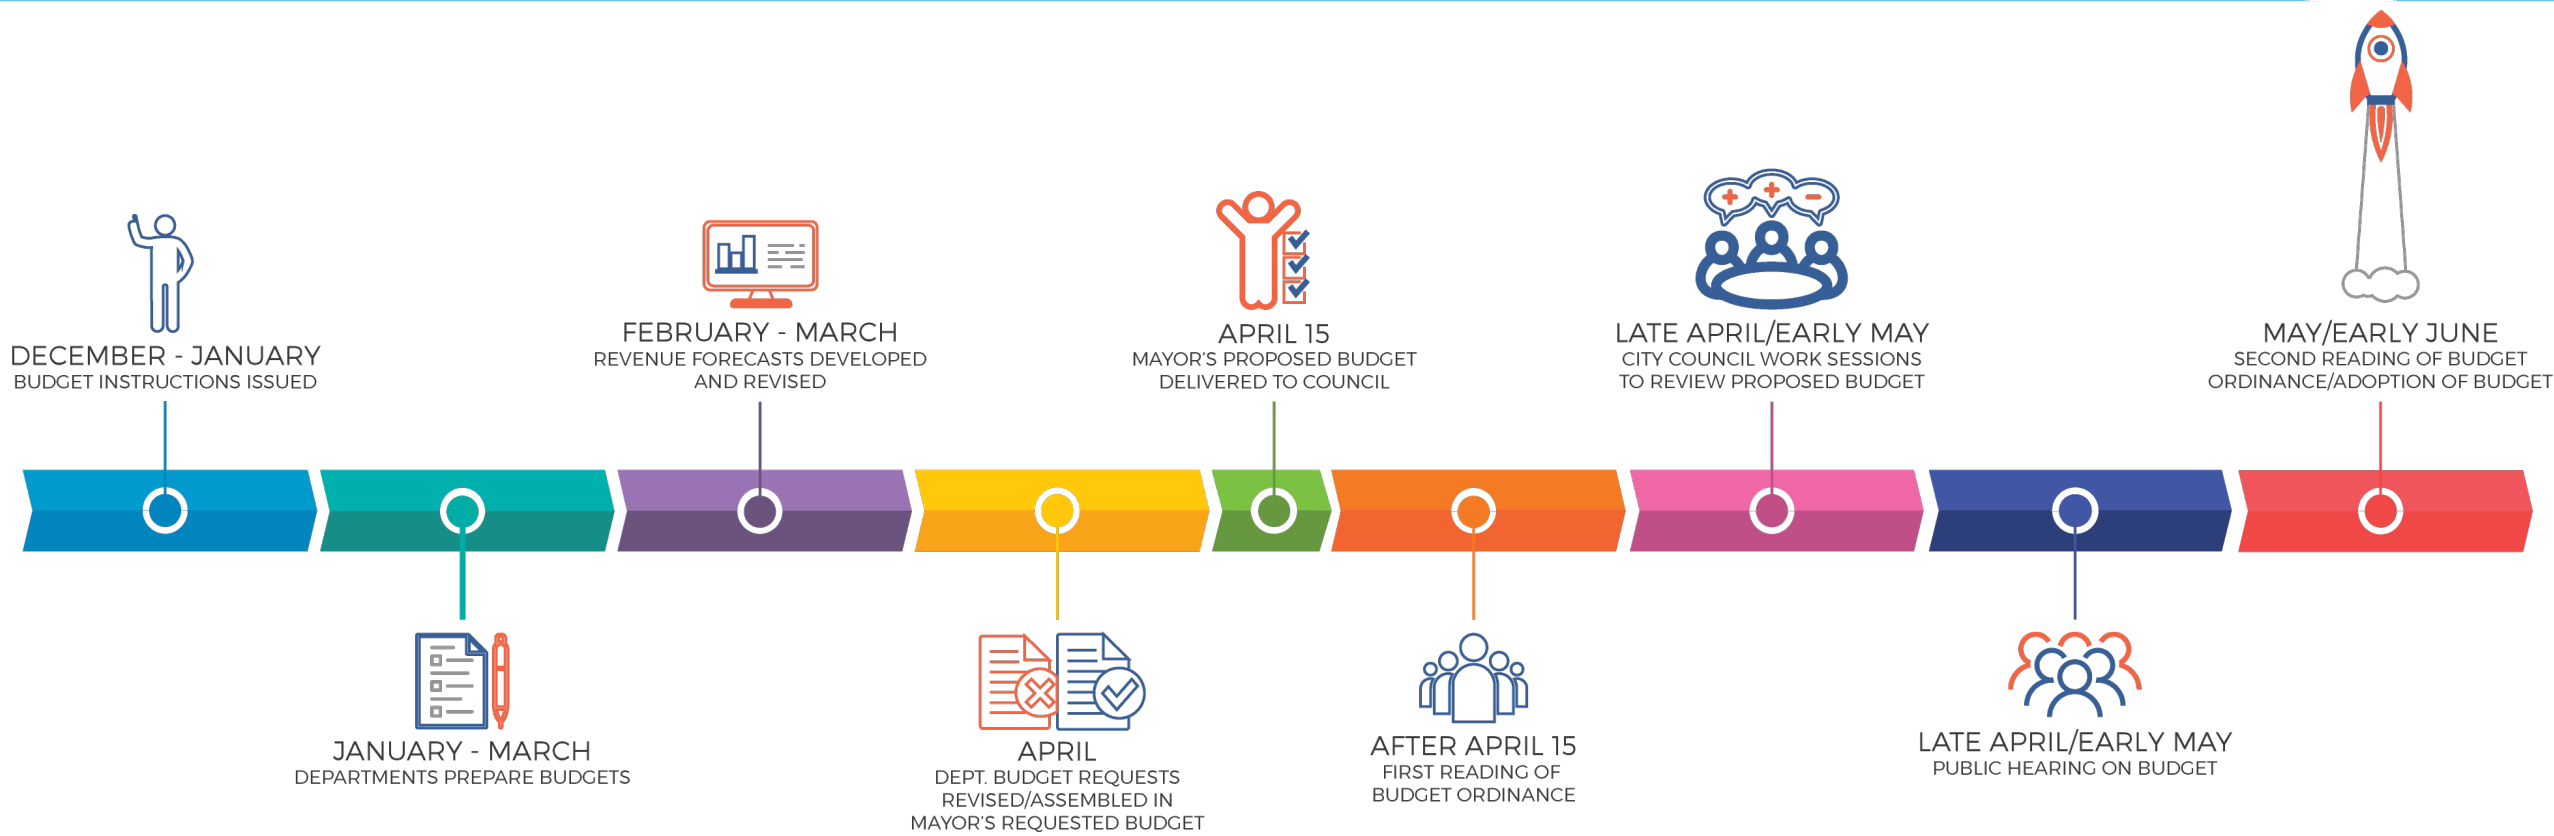 DECEMBER - JANUARY
BUDGET INSTRUCTIONS ISSUED
JANUARY - MARCH
DEPARTMENTS PREPARE BUDGETS
FEBRUARY - MARCH
REVENUE FORECASTS DEVELOPED
AND REVISED
APRIL
DEPT. BUDGET REQUESTS
REVISED/ASSEMBLED IN
MAYOR'S REQUESTED BUDGET
APRIL 15
MAYOR'S PROPOSED BUDGET
DELIVERED TO COUNCIL
AFTER APRIL 15
FIRST READING OF
BUDGET ORDINANCE
LATE APRIL/EARLY MAY
CITY COUNCIL WORK SESSIONS
TO REVIEW PROPOSED BUDGET
LATE APRIL/EARLY MAY
PUBLIC HEARING ON BUDGET
MAY/EARLY JUNE
SECOND READING OF BUDGET
ORDINANCE/ADOPTION OF BUDGET